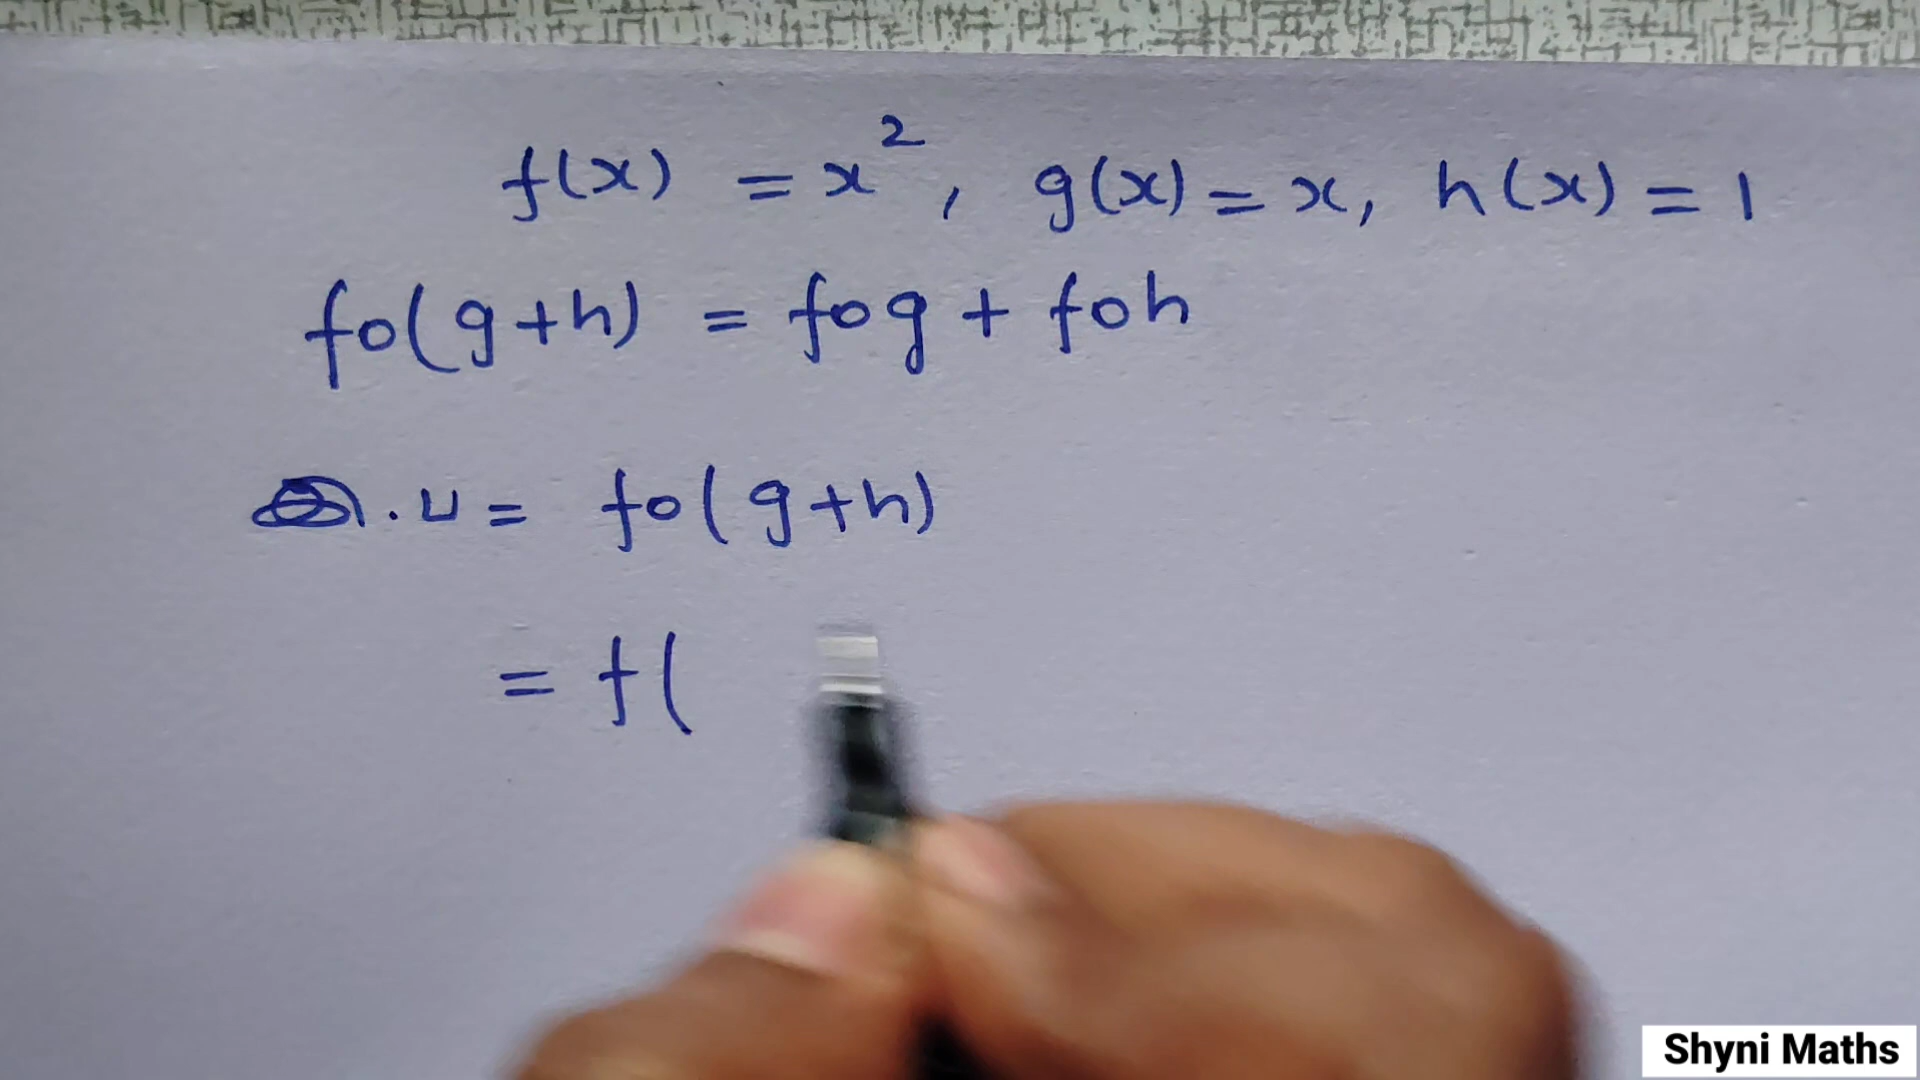 f(x) = x², g(x) = x, h(x) = 1
fo(g+h) = fog + foh
. u = fo(g+h)
= f(
Shyni Maths